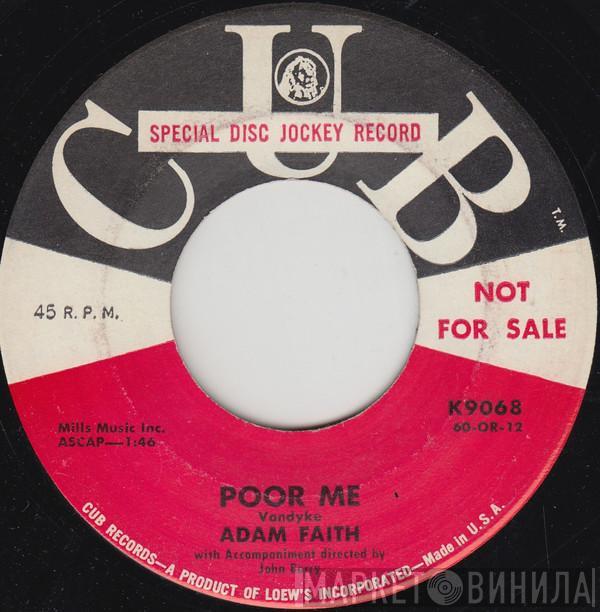 CUB
SPECIAL DISC JOCKEY RECORD
T.M.
45 R.P.M.
NOT
FOR SALE
Mills Music Inc.
ASCAP—1:46
K9068
60-OR-12
POOR ME
Vandyke
ADAM FAITH
with Accompaniment directed by
John Barry
CUB RECORDS—A PRODUCT OF LOEW'S INCORPORATED—Made in U.S.A.
МАРКЕТ ВИНИЛА